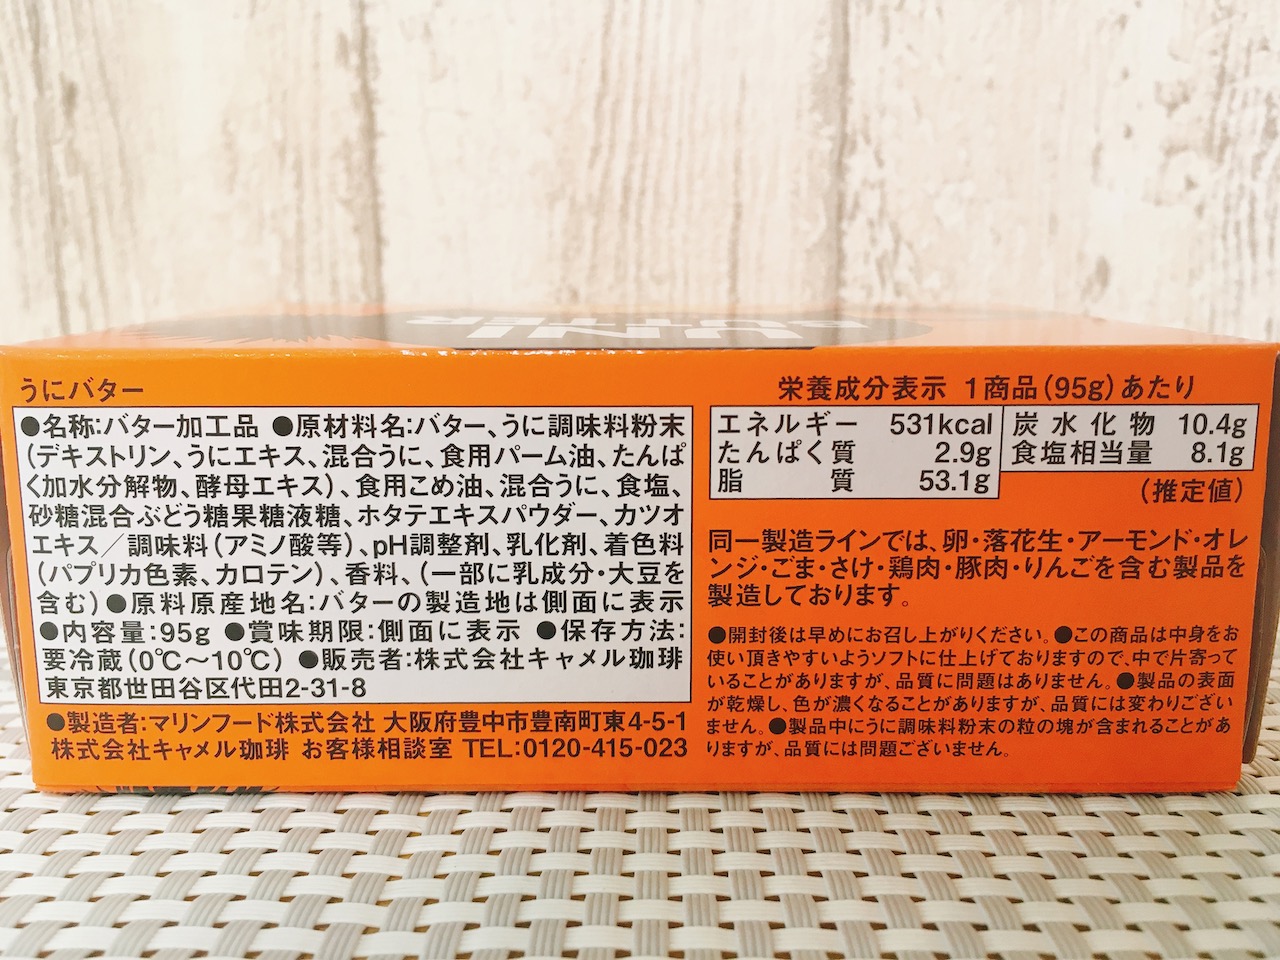 UNI
BUTTER
うにバター
●名称:バター加工品 ●原材料名:バター、うに調味料粉末
(デキストリン、うにエキス、混合うに、食用パーム油、たんぱ
く加水分解物、酵母エキス)、食用こめ油、混合うに、食塩、
砂糖混合ぶどう糖果糖液糖、ホタテエキスパウダー、カツオ
エキス/調味料(アミノ酸等)、pH調整剤、乳化剤、着色料
(パプリカ色素、カロテン)、香料、(一部に乳成分・大豆を
含む)●原料原産地名:バターの製造地は側面に表示
●内容量:95g ●賞味期限:側面に表示 ●保存方法:
要冷蔵(0℃〜10℃) ●販売者:株式会社キャメル珈琲
東京都世田谷区代田2-31-8
●製造者:マリンフード株式会社 大阪府豊中市豊南町東4-5-1
株式会社キャメル珈琲 お客様相談室 TEL:0120-415-023
栄養成分表示 1商品(95g)あたり
エネルギー 531kcal 炭水化物 10.4g
たんぱく質 2.9g 食塩相当量 8.1g
脂質 53.1g
(推定値)
同一製造ラインでは、卵・落花生・アーモンド・オレ
ンジ・ごま・さけ・鶏肉・豚肉・りんごを含む製品を
製造しております。
●開封後は早めにお召し上がりください。●この商品は中身をお
使い頂きやすいようソフトに仕上げておりますので、中で片寄って
いることがありますが、品質に問題はありません。●製品の表面
が乾燥し、色が濃くなることがありますが、品質には変わりござい
ません。●製品中にうに調味料粉末の粒の塊が含まれることがあ
りますが、品質には問題ございません。